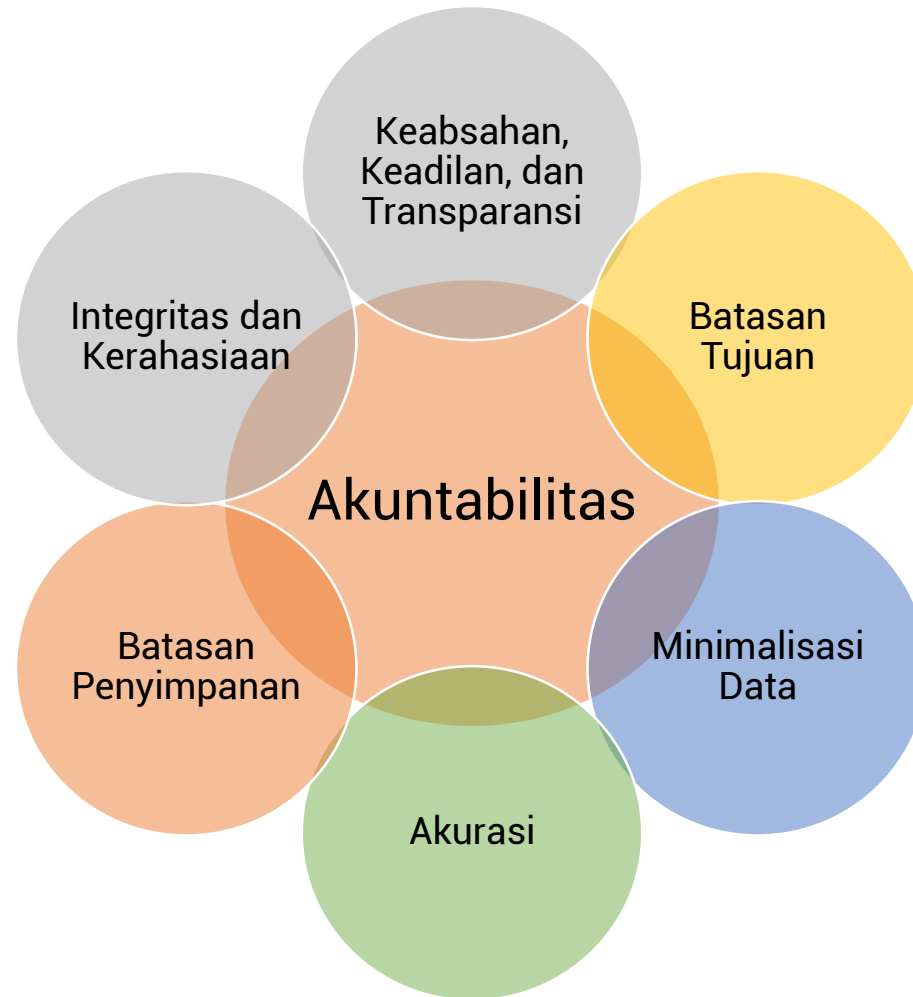 Keabsahan,
Keadilan, dan
Transparansi
Integritas dan
Kerahasiaan
Batasan
Tujuan
Akuntabilitas
Batasan
Penyimpanan
Minimalisasi
Data
Akurasi